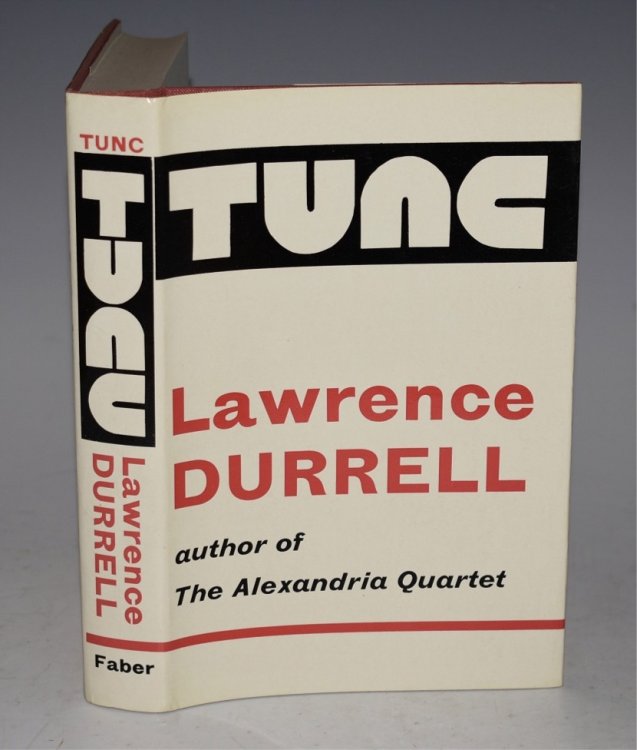 TUNC
TUNC
Lawrence
DURRELL
Faber
TUNC
Lawrence
DURRELL
author of
The Alexandria Quartet